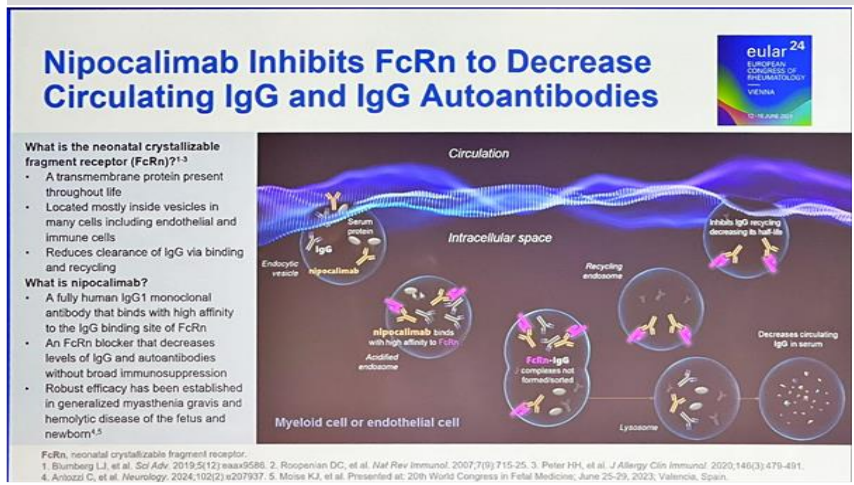 Nipocalimab Inhibits FcRn to Decrease
Circulating IgG and IgG Autoantibodies
eular 24
EUROPEAN
CONGRESS OF
RHEUMATOLOGY
VIENNA
12-15 JUNE 2024
What is the neonatal crystallizable
fragment receptor (FcRn)?1-3
• A transmembrane protein present
throughout life
• Located mostly inside vesicles in
many cells including endothelial and
immune cells
• Reduces clearance of IgG via binding
and recycling
What is nipocalimab?
• A fully human IgG1 monoclonal
antibody that binds with high affinity
to the IgG binding site of FcRn
• An FcRn blocker that decreases
levels of IgG and autoantibodies
without broad immunosuppression
• Robust efficacy has been established
in generalized myasthenia gravis and
hemolytic disease of the fetus and
newborn4,5
Circulation
Serum
protein
IgG
nipocalimab
Endocytic
vesicle
Intracellular space
Inhibits IgG recycling
decreasing its half-life
Recycling
endosome
nipocalimab binds
with high affinity to FcRn
Acidified
endosome
FcRn-IgG
complexes not
formed/sorted
Decreases circulating
IgG in serum
Lysosome
Myeloid cell or endothelial cell
FcRn, neonatal crystallizable fragment receptor.
1. Blumberg LJ, et al. Sci Adv. 2019;5(12):eaax9586. 2. Roopenian DC, et al. Nat Rev Immunol. 2007;7(9):715-25. 3. Peter HH, et al. J Allergy Clin Immunol. 2020;146(3):479-491.
4. Antozzi C, et al. Neurology. 2024;102(2):e207937. 5. Moise KJ, et al. Presented at: 20th World Congress in Fetal Medicine; June 25-29, 2023; Valencia, Spain.